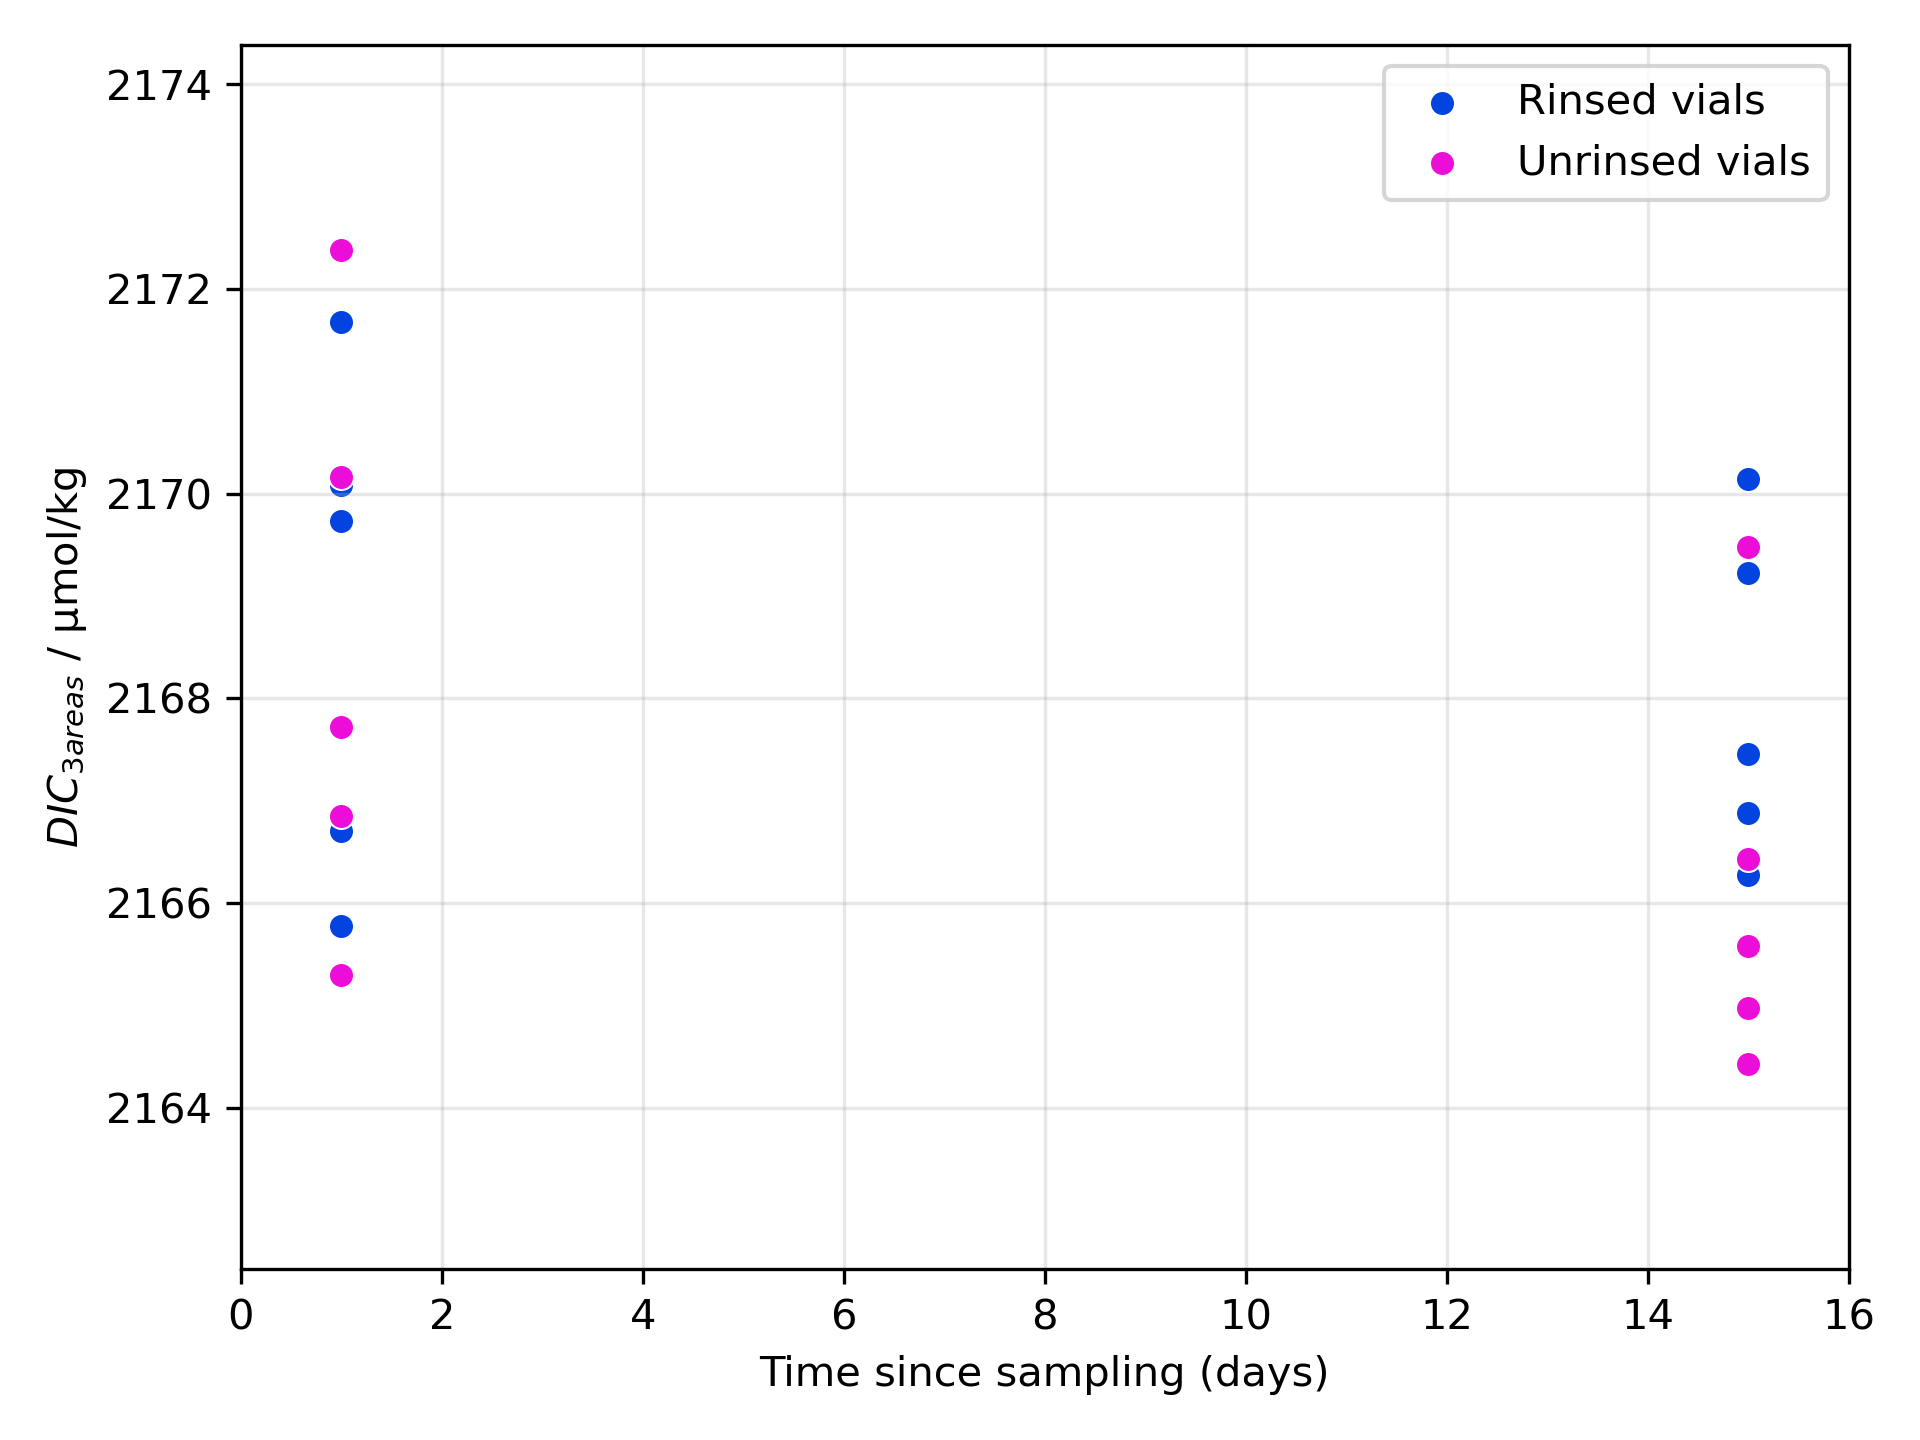 2174
2172
2170
2168
2166
2164
0 2 4 6 8 10 12 14 16
Time since sampling (days)
DIC3areas / µmol/kg
Rinsed vials
Unrinsed vials